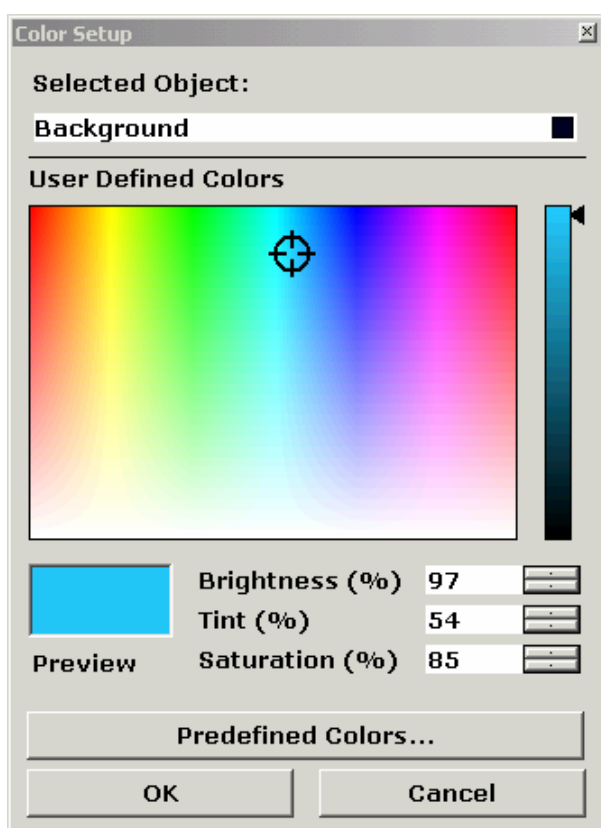 Color Setup
Selected Object:
Background
User Defined Colors
Brightness (%) 97
Tint (%) 54
Preview Saturation (%) 85
Predefined Colors...
OK Cancel